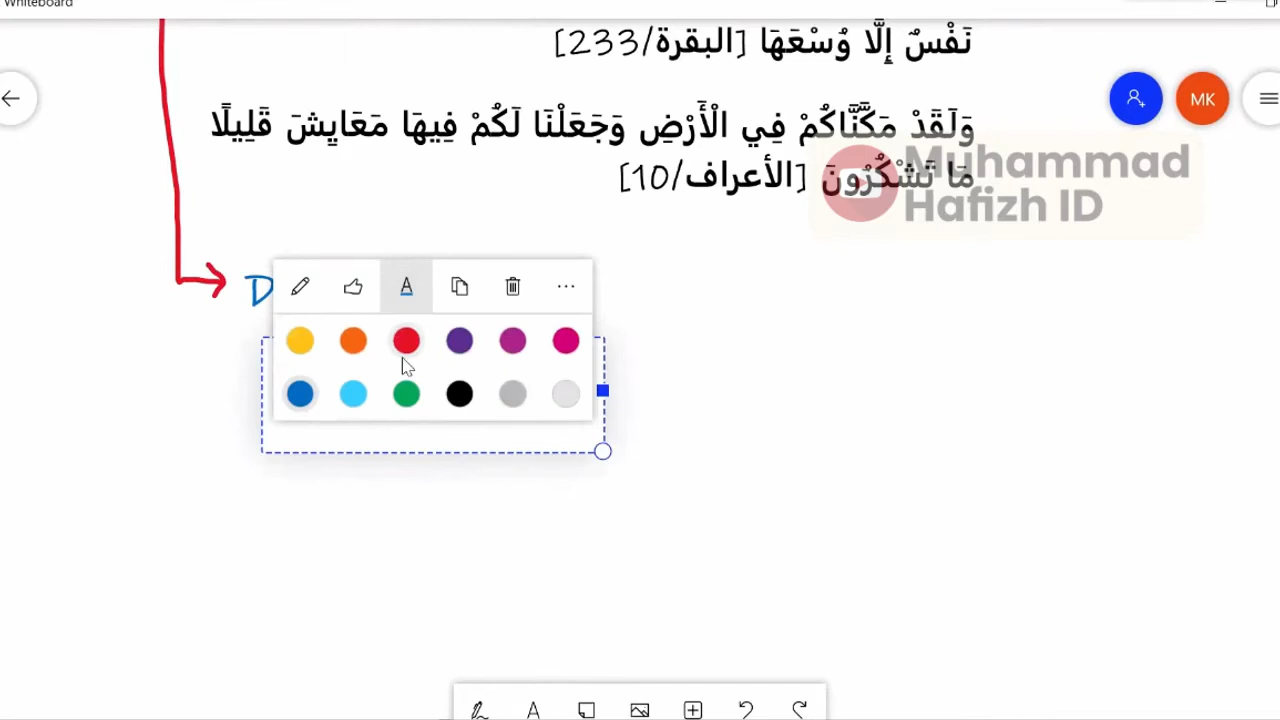 Whiteboard
نَفْسٌ إِلَّا وُسْعَهَا [البقرة/233]
MK
وَلَقَدْ مَكَّنَّاكُمْ فِي الْأَرْضِ وَجَعَلْنَا لَكُمْ فِيهَا مَعَايِشَ قَلِيلًا
مَا تَشْكُرُونَ [الأعراف/10]
Muhammad
Hafizh ID
D